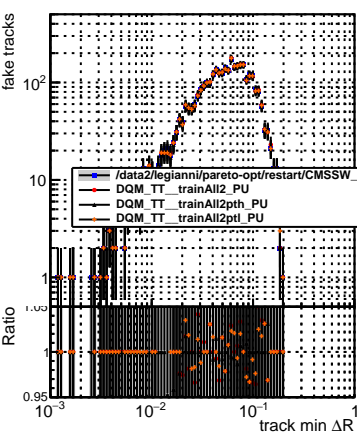 fake tracks
10²
/data2/legianni/pareto-opt/restart/CMSSW_
10
DQM_TT__trainAll2_PU
DQM_TT__trainAll2pth_PU
DQM_TT__trainAll2ptl_PU
1
1.05
Ratio
1
0.95
10⁻³ 10⁻² 10⁻¹ 1
track min ΔR